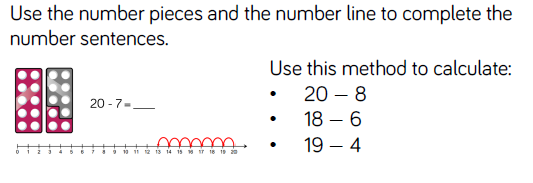 Use the number pieces and the number line to complete the
number sentences.
Use this method to calculate:
20 - 7 = ___
• 20 – 8
• 18 – 6
• 19 – 4
0 1 2 3 4 5 6 7 8 9 10 11 12 13 14 15 16 17 18 19 20